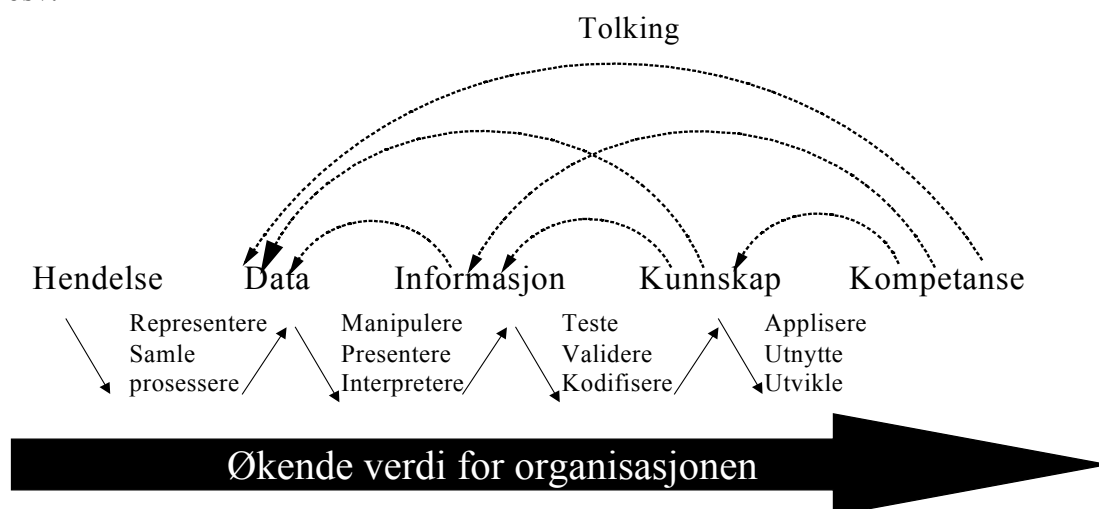 Tolking
Hendelse Data Informasjon Kunnskap Kompetanse
Representere Manipulere Teste Applisere
Samle Presentere Validere Utnytte
prosessere Interpretere Kodifisere Utvikle
Økende verdi for organisasjonen